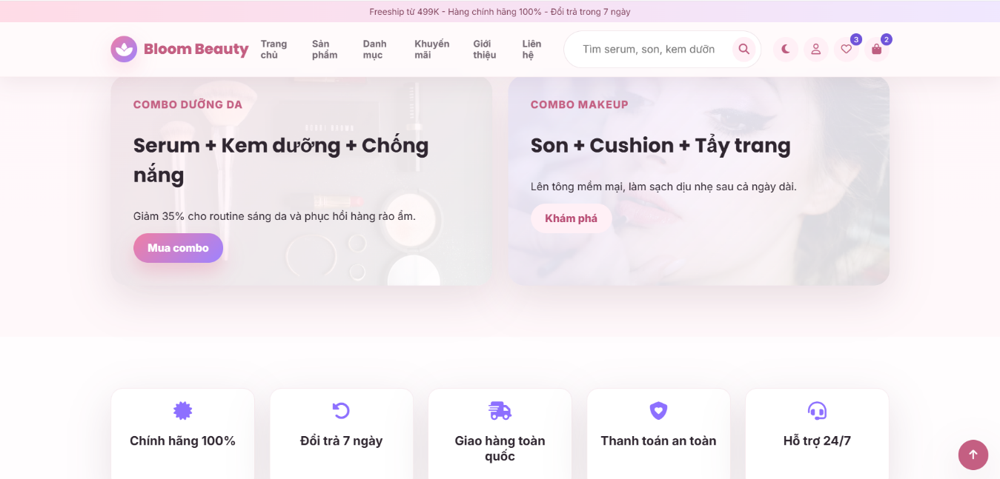 Freeship từ 499K - Hàng chính hãng 100% - Đổi trả trong 7 ngày
Bloom Beauty
Trang chủ
Sản phẩm
Danh mục
Khuyến mãi
Giới thiệu
Liên hệ
Tìm serum, son, kem dưỡn
3
2
COMBO DƯỠNG DA
Serum + Kem dưỡng + Chống
nắng
Giảm 35% cho routine sáng da và phục hồi hàng rào ẩm.
Mua combo
COMBO MAKEUP
Son + Cushion + Tẩy trang
Lên tông mềm mại, làm sạch dịu nhẹ sau cả ngày dài.
Khám phá
Chính hãng 100%
Đổi trả 7 ngày
Giao hàng toàn
quốc
Thanh toán an toàn
Hỗ trợ 24/7